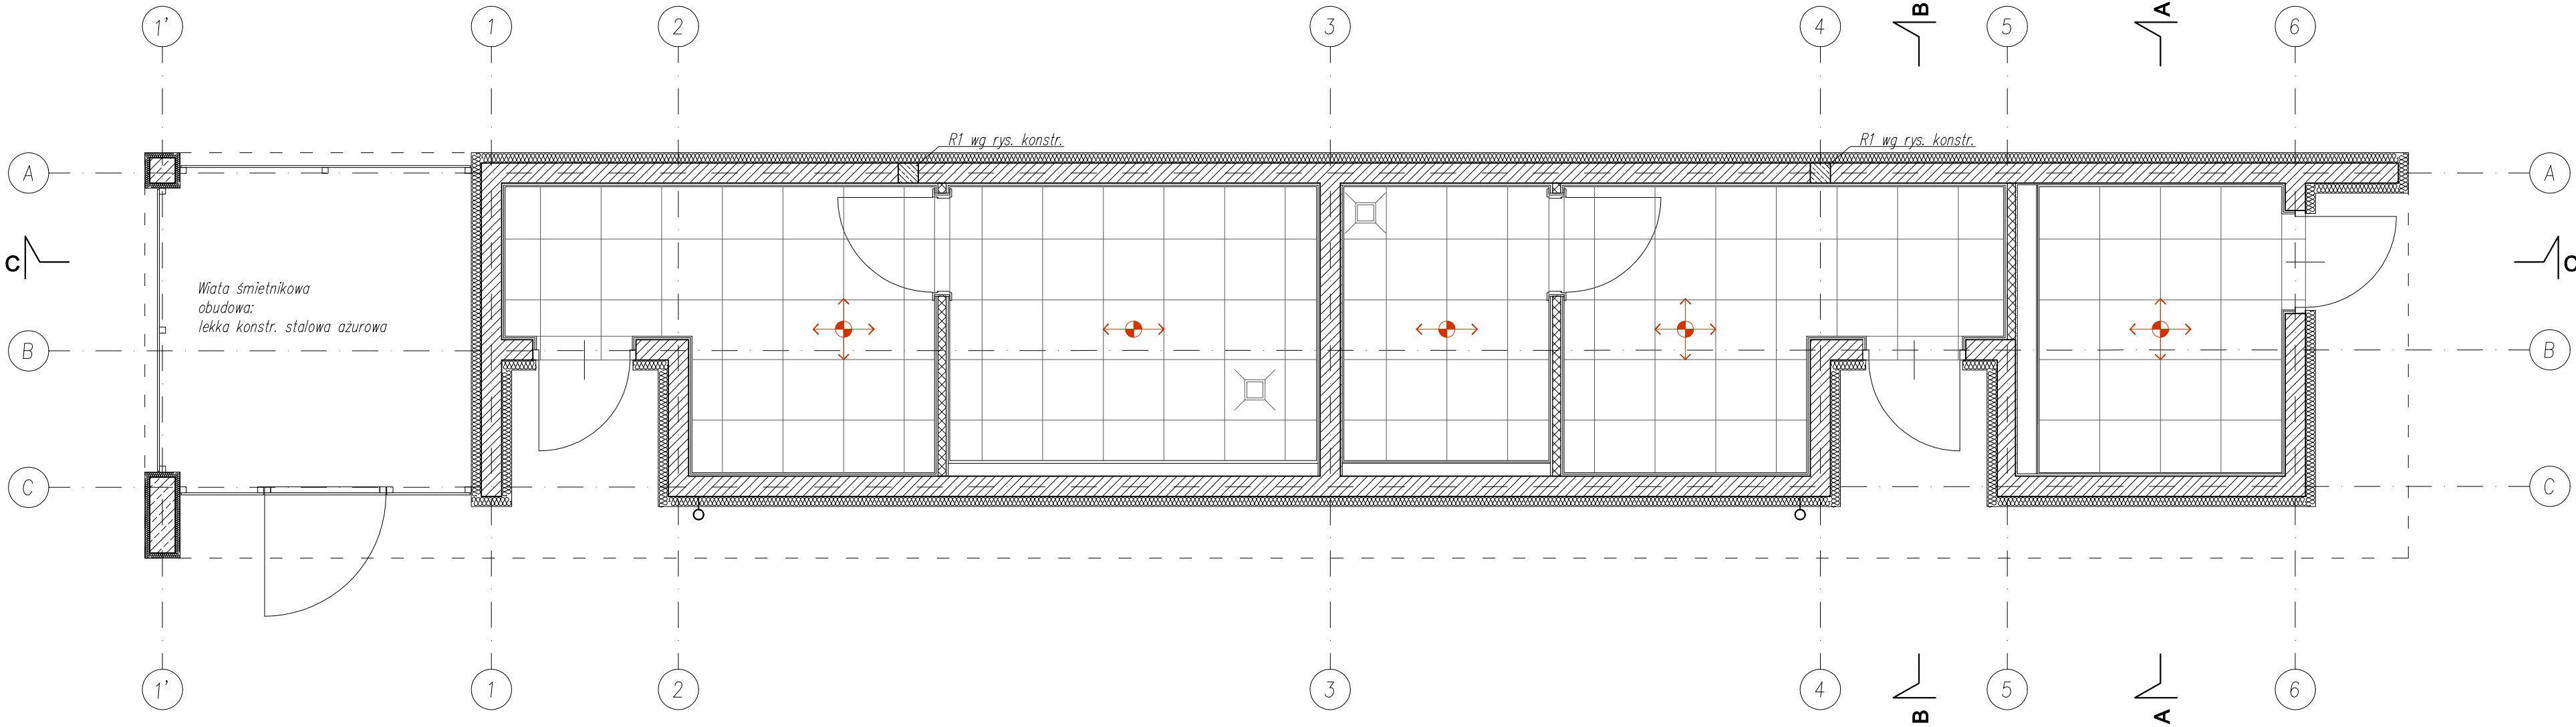 1' 1 2 3 4 B 5 A 6
R1 wg rys. konstr. R1 wg rys. konstr.
A A
C C
Wiata śmietnikowa
obudowa:
lekka konstr. stalowa ażurowa
B B
C C
1' 1 2 3 4 B 5 A 6